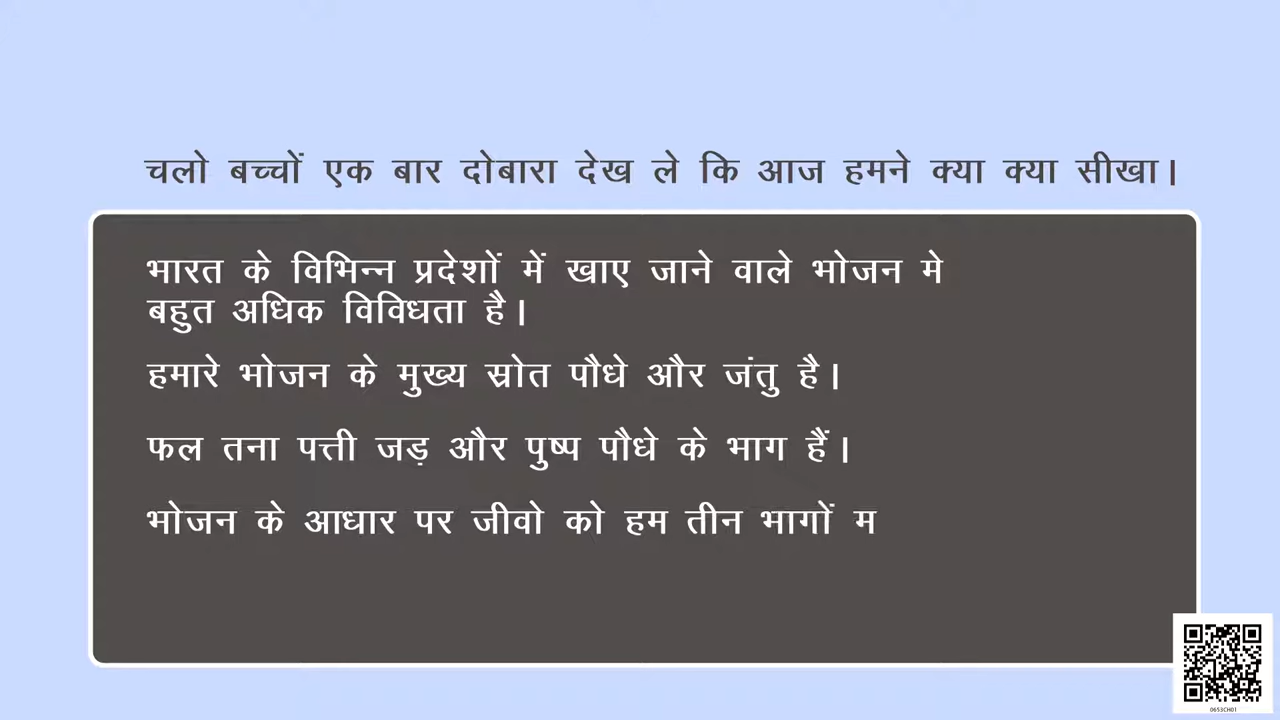 चलो बच्चों एक बार दोबारा देख ले कि आज हमने क्या क्या सीखा।
भारत के विभिन्न प्रदेशों में खाए जाने वाले भोजन मे
बहुत अधिक विविधता है।
हमारे भोजन के मुख्य स्रोत पौधे और जंतु है।
फल तना पत्ती जड़ और पुष्प पौधे के भाग हैं।
भोजन के आधार पर जीवो को हम तीन भागों म
0653CH01